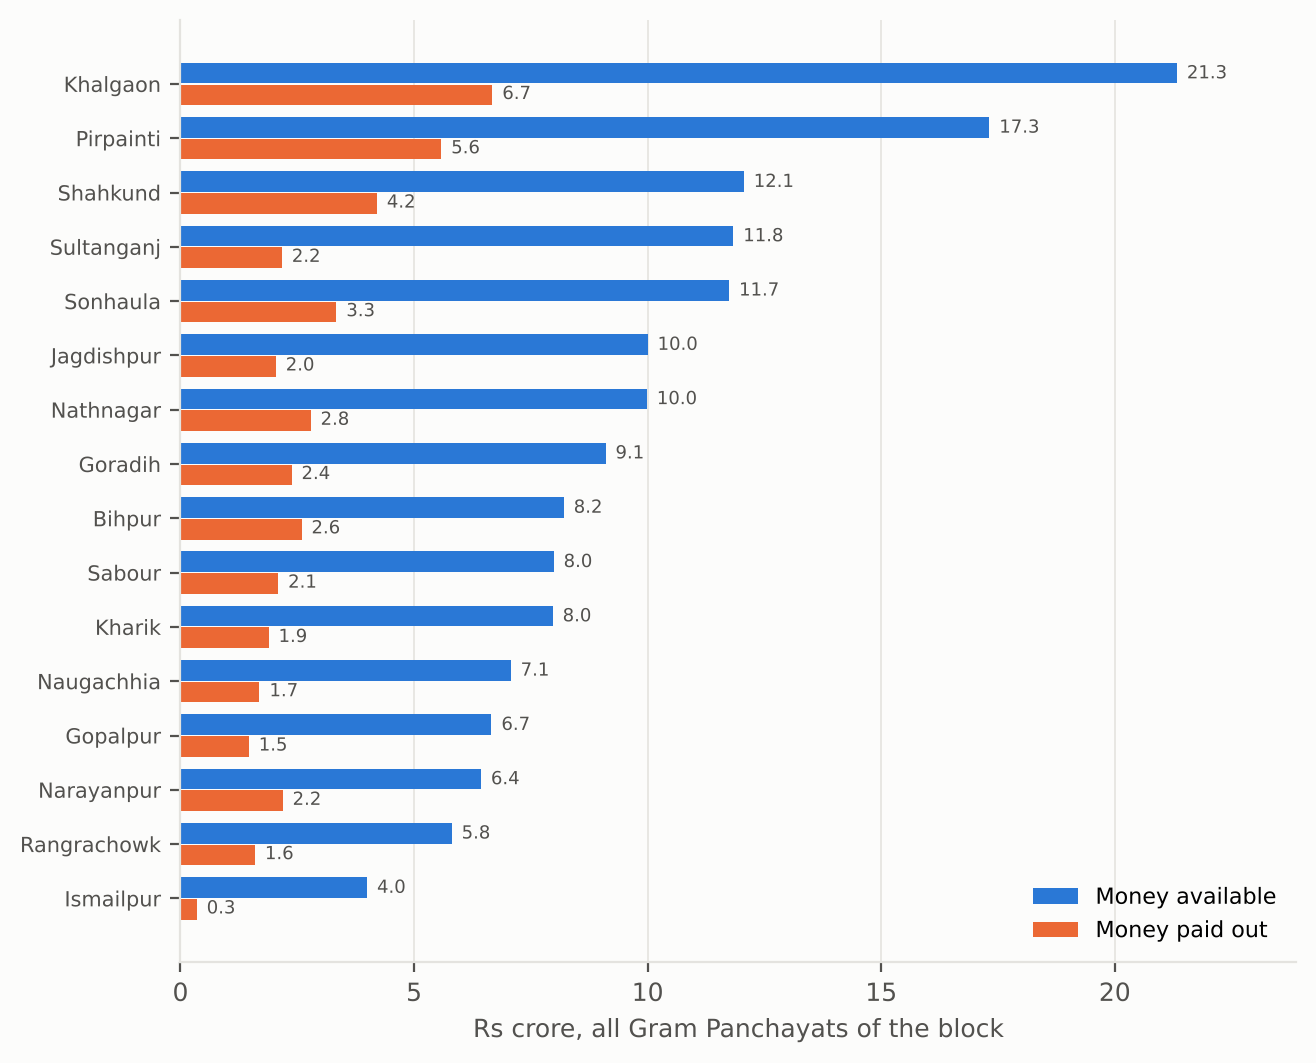 Khalgaon 21.3
6.7
Pirpainti 17.3
5.6
Shahkund 12.1
4.2
Sultanganj 11.8
2.2
Sonhaula 11.7
3.3
Jagdishpur 10.0
2.0
Nathnagar 10.0
2.8
Goradih 9.1
2.4
Bihpur 8.2
2.6
Sabour 8.0
2.1
Kharik 8.0
1.9
Naugachhia 7.1
1.7
Gopalpur 6.7
1.5
Narayanpur 6.4
2.2
Rangrachowk 5.8
1.6
Ismailpur 4.0
0.3
Money available
Money paid out
0 5 10 15 20
Rs crore, all Gram Panchayats of the block